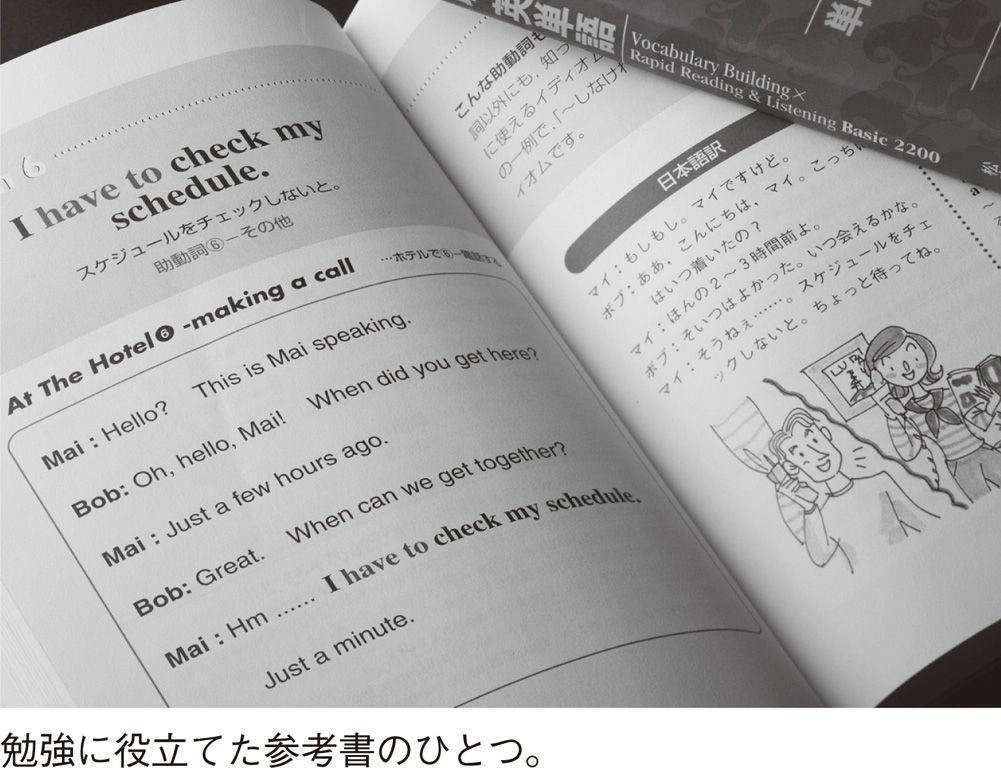 6
I have to check my
schedule.
スケジュールをチェックしないと。
助動詞⑥−その他
At The Hotel❻ -making a call
…ホテルで⑥−電話する
Mai : Hello? This is Mai speaking.
Bob: Oh, hello, Mai! When did you get here?
Mai : Just a few hours ago.
Bob: Great. When can we get together?
Mai : Hm …… I have to check my schedule.
Just a minute.
こんな助動詞も
詞以外にも，知っ
に使えるイディオム
の一例で，「〜しなけれ
ィオムです。
日本語訳
マイ：もしもし。マイですけど。
ボブ：ああ，こんにちは，マイ。こっちに
はいつ着いたの？
マイ：ほんの2〜3時間前よ。
ボブ：そいつはよかった。いつ会えるかな。
マイ：そうねぇ……。スケジュールをチェ
ックしないと。ちょっと待ってね。
英単語
Vocabulary Building×
Rapid Reading & Listening Basic 2200
単
松
勉強に役立てた参考書のひとつ。